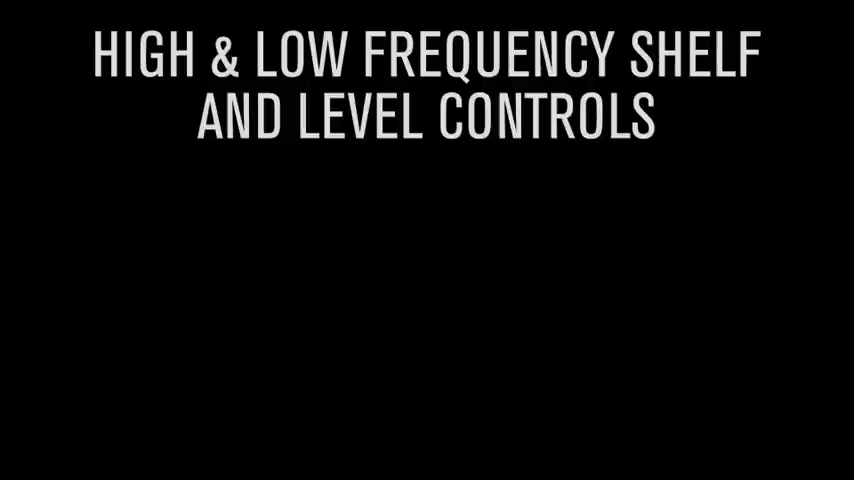 HIGH & LOW FREQUENCY SHELF
AND LEVEL CONTROLS